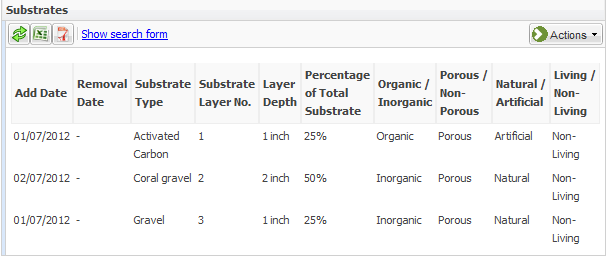 Substrates
Show search form
Actions
Add Date Removal Date Substrate Type Substrate Layer No. Layer Depth Percentage of Total Substrate Organic / Inorganic Porous / Non-Porous Natural / Artificial Living / Non-Living
01/07/2012 - Activated Carbon 1 1 inch 25% Organic Porous Artificial Non-Living
02/07/2012 - Coral gravel 2 2 inch 50% Inorganic Porous Natural Non-Living
01/07/2012 - Gravel 3 1 inch 25% Inorganic Porous Natural Non-Living